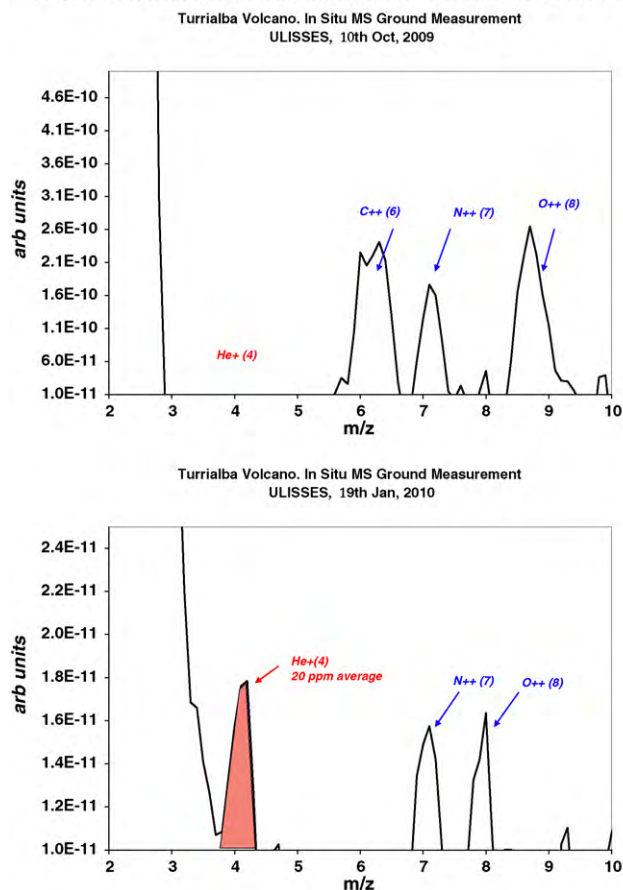 Turrialba Volcano. In Situ MS Ground Measurement
ULISSES, 10th Oct, 2009
4.6E-10
4.1E-10
3.6E-10
3.1E-10
2.6E-10
2.1E-10
1.6E-10
1.1E-10
6.0E-11
1.0E-11
arb units
C++ (6)
N++ (7)
O++ (8)
He+ (4)
2 3 4 5 6 7 8 9 10
m/z
Turrialba Volcano. In Situ MS Ground Measurement
ULISSES, 19th Jan, 2010
2.4E-11
2.2E-11
2.0E-11
1.8E-11
1.6E-11
1.4E-11
1.2E-11
1.0E-11
arb units
He+(4)
20 ppm average
N++ (7)
O++ (8)
2 3 4 5 6 7 8 9 10
m/z